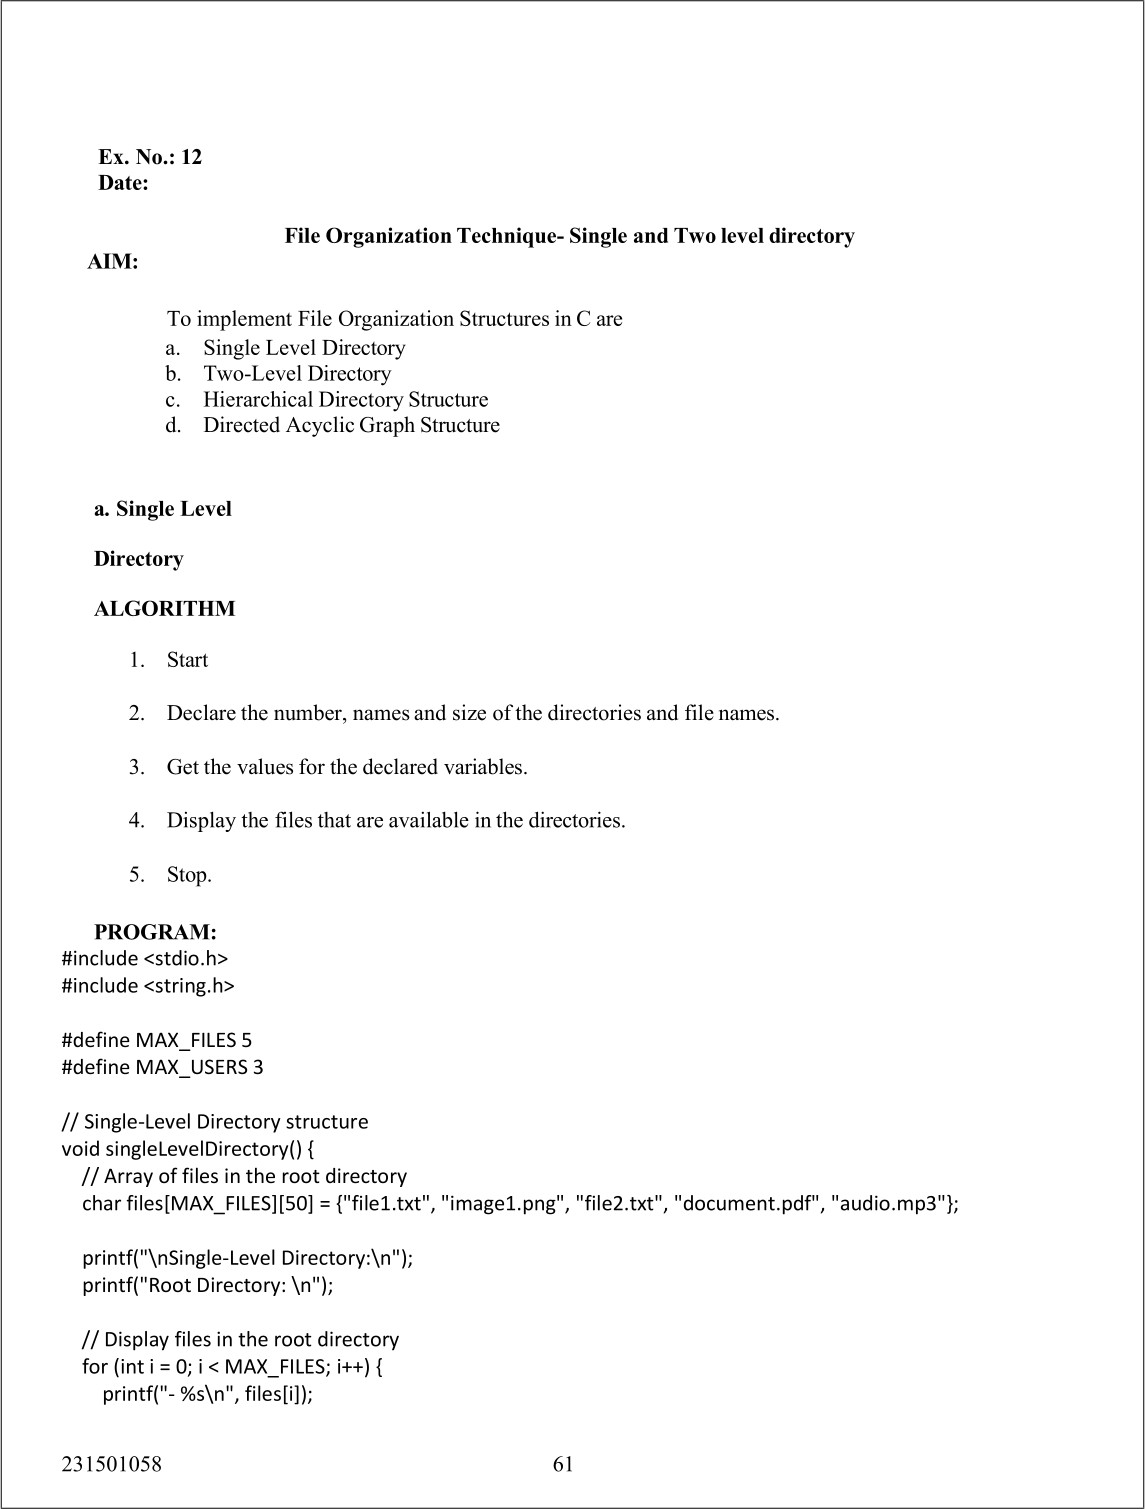 Ex. No.: 12
Date:
File Organization Technique- Single and Two level directory
AIM:
To implement File Organization Structures in C are
a. Single Level Directory
b. Two-Level Directory
c. Hierarchical Directory Structure
d. Directed Acyclic Graph Structure
a. Single Level
Directory
ALGORITHM
1. Start
2. Declare the number, names and size of the directories and file names.
3. Get the values for the declared variables.
4. Display the files that are available in the directories.
5. Stop.
PROGRAM:
#include <stdio.h>
#include <string.h>
#define MAX_FILES 5
#define MAX_USERS 3
// Single-Level Directory structure
void singleLevelDirectory() {
// Array of files in the root directory
char files[MAX_FILES][50] = {"file1.txt", "image1.png", "file2.txt", "document.pdf", "audio.mp3"};
printf("\nSingle-Level Directory:\n");
printf("Root Directory: \n");
// Display files in the root directory
for (int i = 0; i < MAX_FILES; i++) {
printf("- %s\n", files[i]);
231501058 61